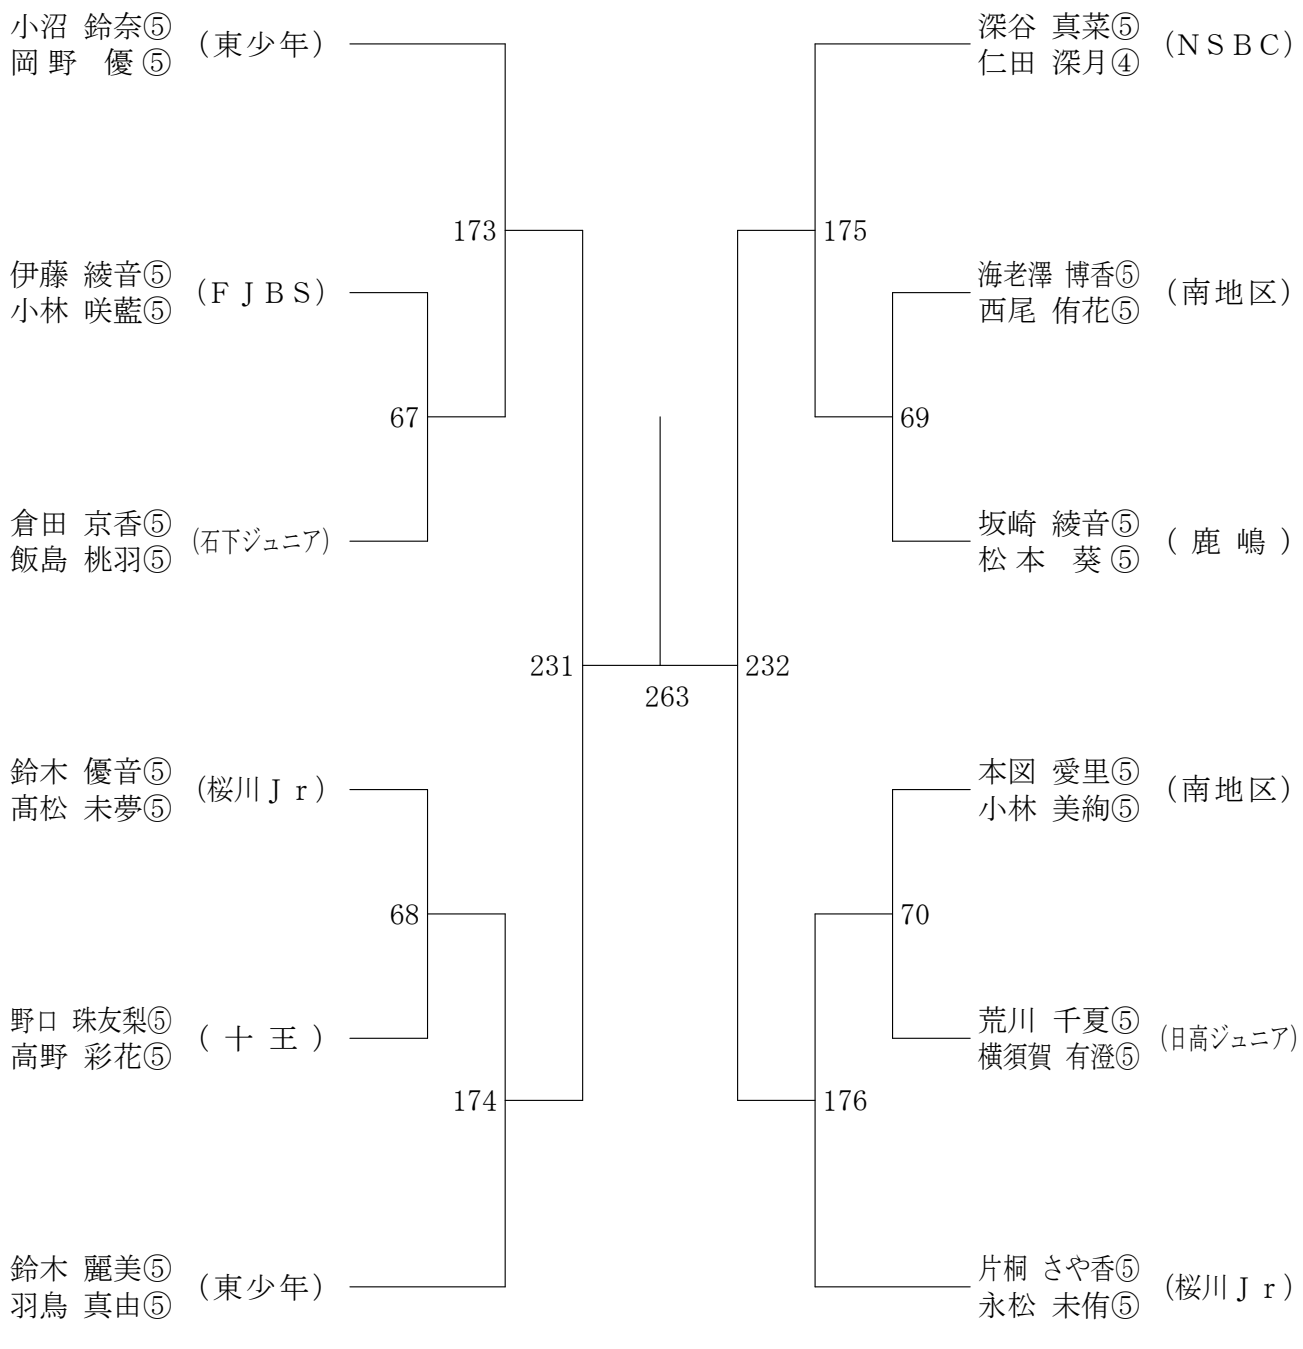 小沼 鈴奈⑤
岡野 優⑤
(東少年)
173
伊藤 綾音⑤
小林 咲藍⑤
(FJBS)
67
倉田 京香⑤
飯島 桃羽⑤
(石下ジュニア)
231
鈴木 優音⑤
髙松 未夢⑤
(桜川Jr)
68
野口 珠友梨⑤
高野 彩花⑤
(十王)
174
鈴木 麗美⑤
羽鳥 真由⑤
(東少年)
263
深谷 真菜⑤
仁田 深月④
(NSBC)
175
海老澤 博香⑤
西尾 侑花⑤
(南地区)
69
坂崎 綾音⑤
松本 葵⑤
(鹿嶋)
232
本図 愛里⑤
小林 美絢⑤
(南地区)
70
荒川 千夏⑤
横須賀 有澄⑤
(日高ジュニア)
176
片桐 さや香⑤
永松 未侑⑤
(桜川Jr)